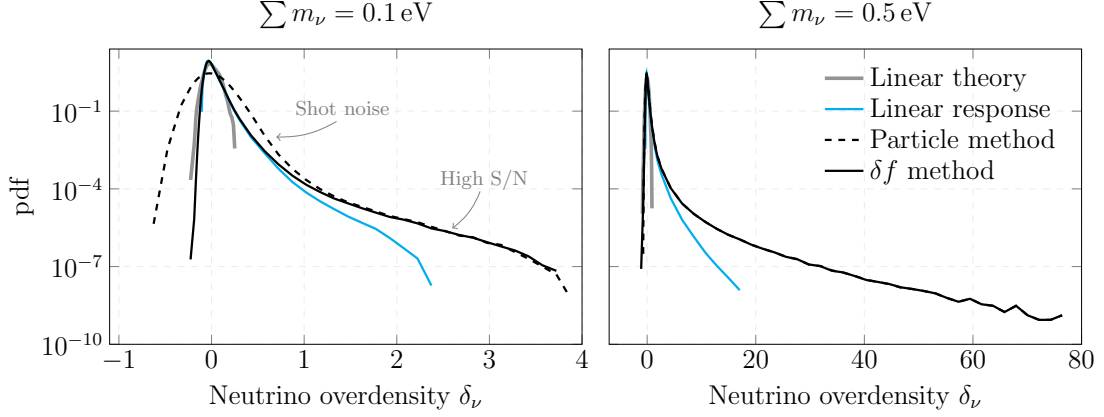 ∑ m_ν = 0.1 eV
∑ m_ν = 0.5 eV
pdf
10^−1
10^−4
10^−7
10^−10
Shot noise
High S/N
Linear theory
Linear response
Particle method
δf method
−1 0 1 2 3 4
0 20 40 60 80
Neutrino overdensity δ_ν
Neutrino overdensity δ_ν